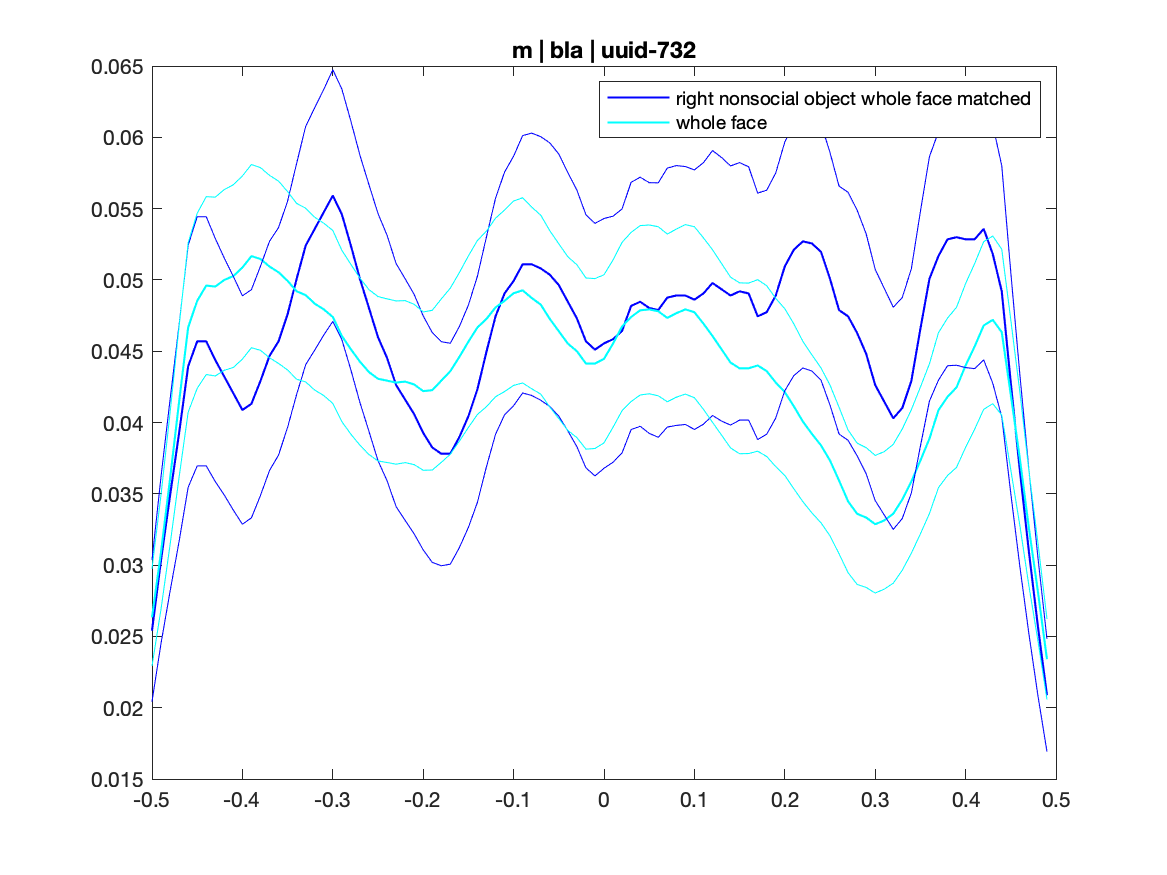 m | bla | uuid-732
0.065
0.06
0.055
0.05
0.045
0.04
0.035
0.03
0.025
0.02
0.015
right nonsocial object whole face matched
whole face
-0.5 -0.4 -0.3 -0.2 -0.1 0 0.1 0.2 0.3 0.4 0.5